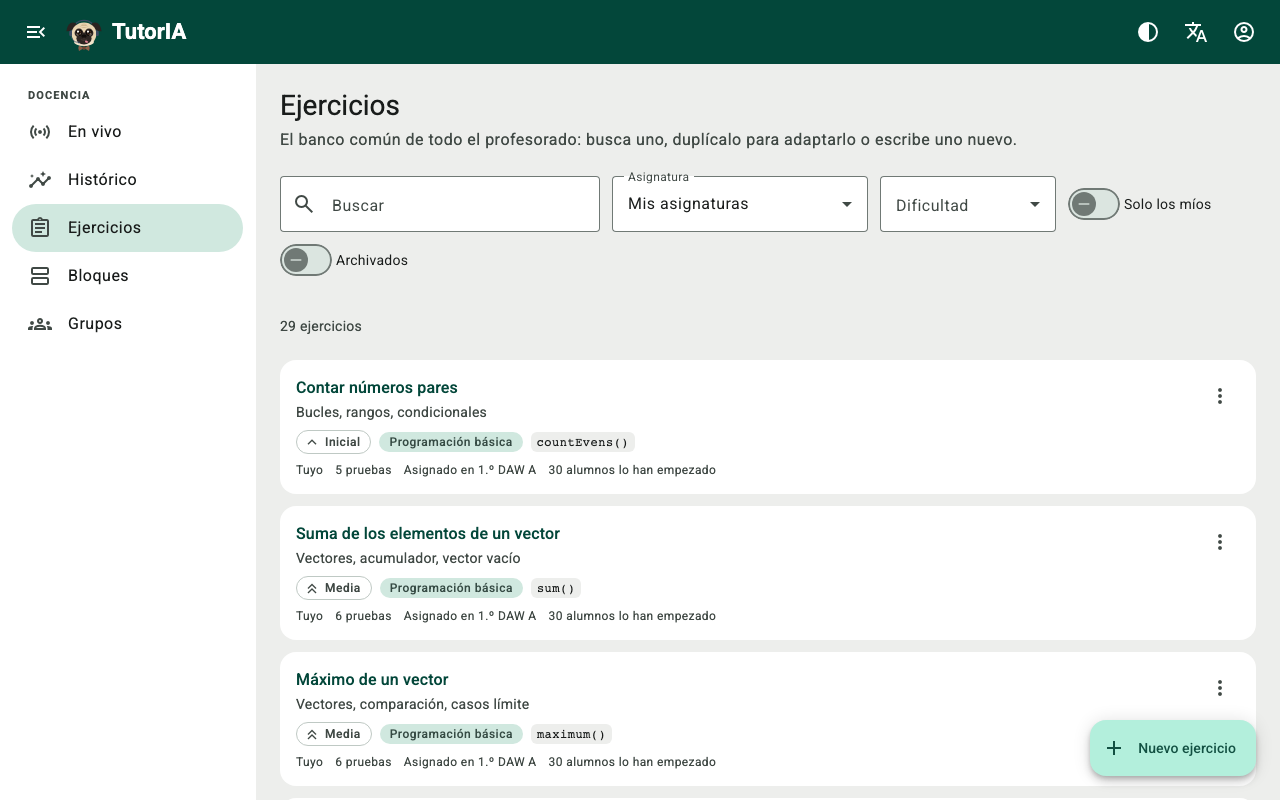 TutorIA
DOCENCIA
En vivo
Histórico
Ejercicios
Bloques
Grupos
Ejercicios
El banco común de todo el profesorado: busca uno, duplícalo para adaptarlo o escribe uno nuevo.
Buscar
Asignatura
Mis asignaturas
Dificultad
Solo los míos
Archivados
29 ejercicios
Contar números pares
Bucles, rangos, condicionales
Inicial Programación básica countEvens()
Tuyo 5 pruebas Asignado en 1.º DAW A 30 alumnos lo han empezado
Suma de los elementos de un vector
Vectores, acumulador, vector vacío
Media Programación básica sum()
Tuyo 6 pruebas Asignado en 1.º DAW A 30 alumnos lo han empezado
Máximo de un vector
Vectores, comparación, casos límite
Media Programación básica maximum()
Tuyo 6 pruebas Asignado en 1.º DAW A 30 alumnos lo han empezado
Nuevo ejercicio